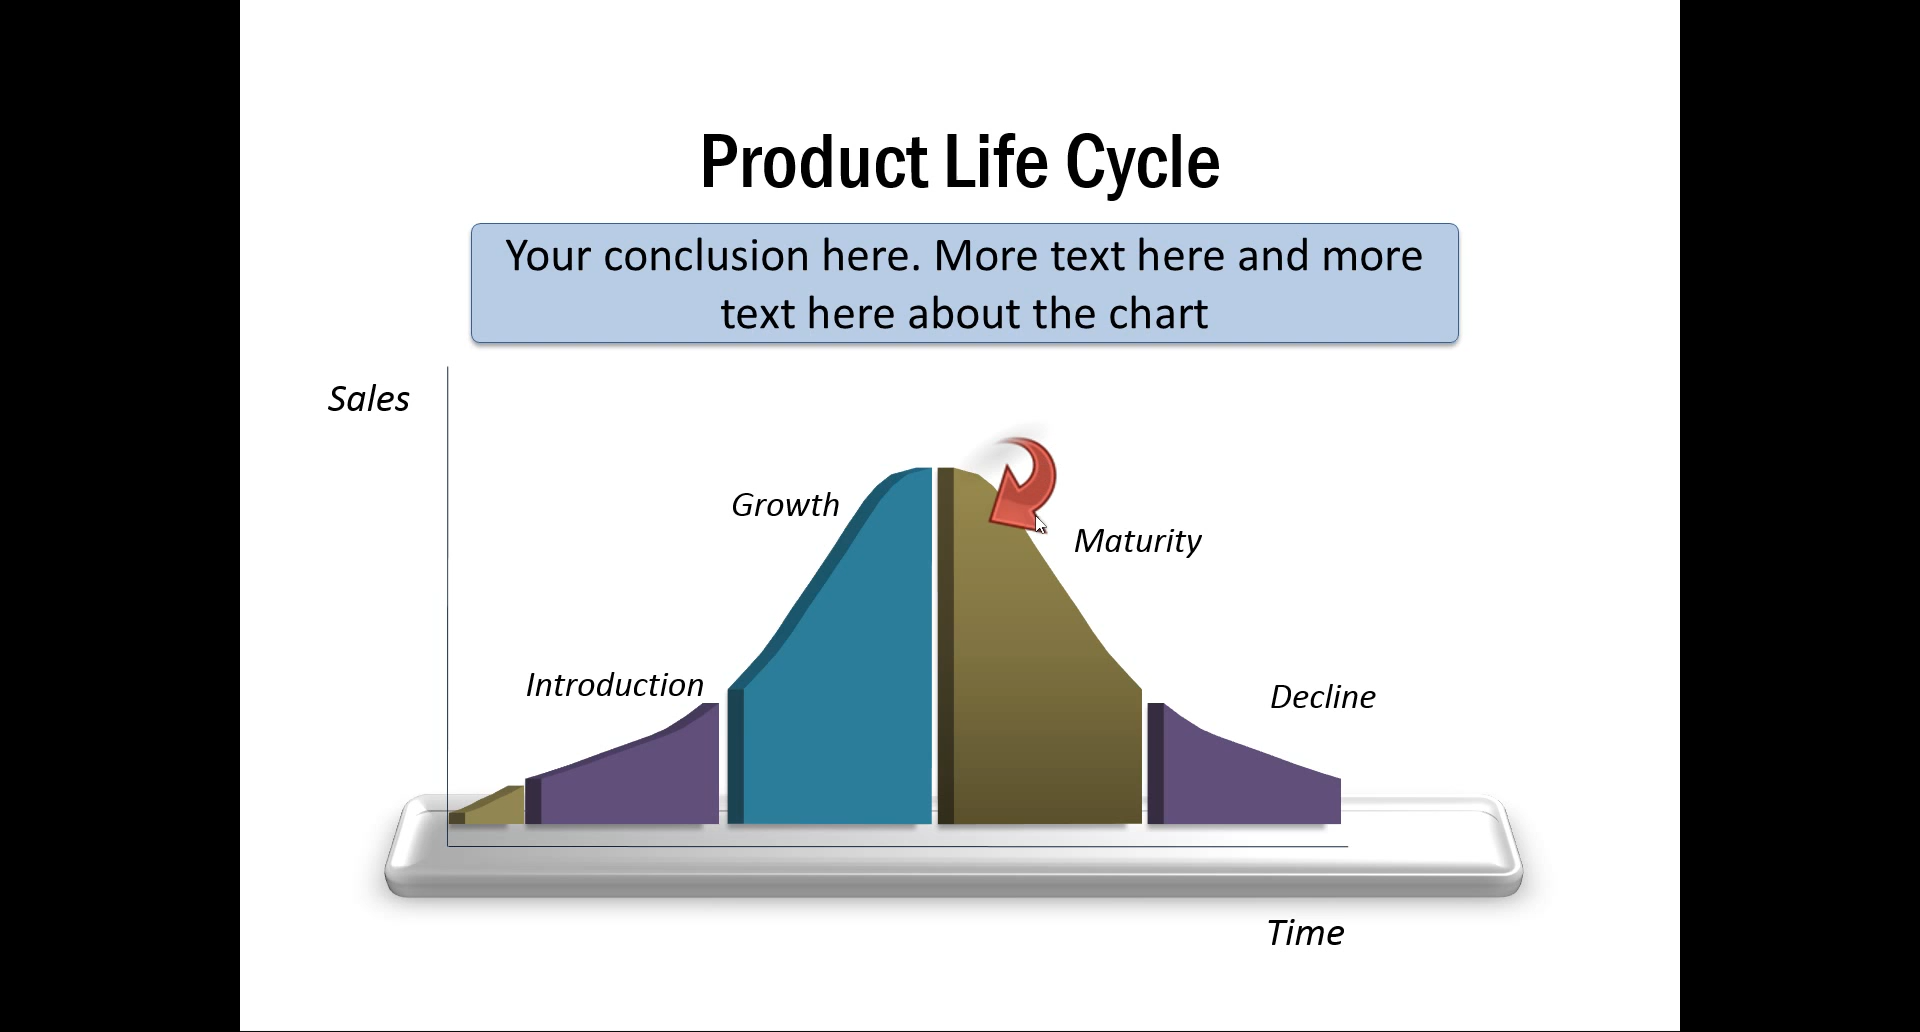 Product Life Cycle
Your conclusion here. More text here and more
text here about the chart
Sales
Growth
Maturity
Introduction
Decline
Time